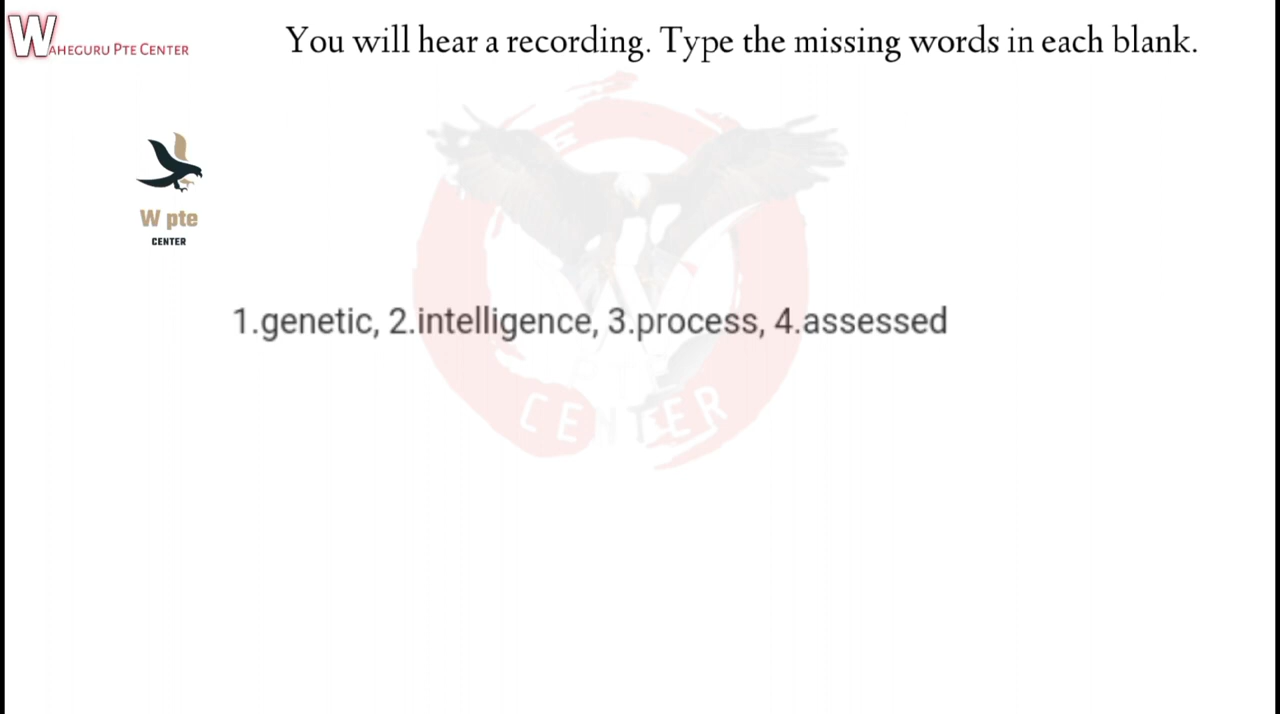 WAHEGURU PTE CENTER
You will hear a recording. Type the missing words in each blank.
W pte
CENTER
1.genetic, 2.intelligence, 3.process, 4.assessed
PTE
CENTER